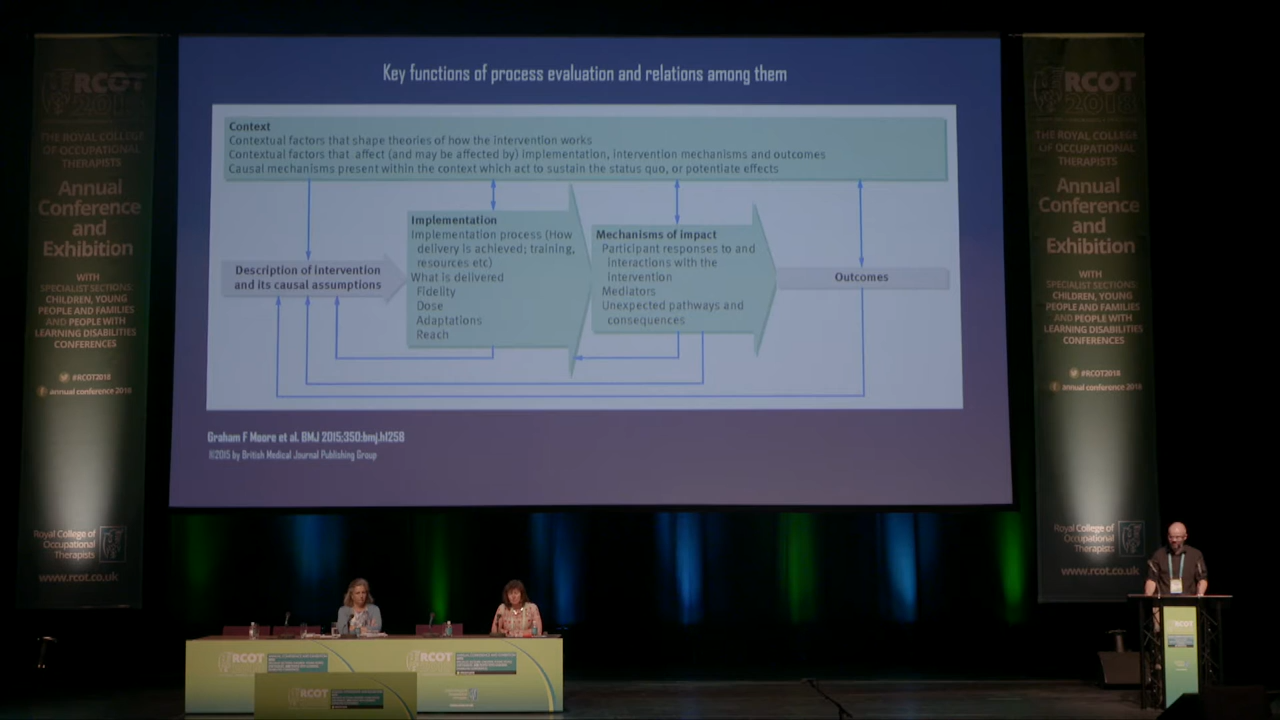 Key functions of process evaluation and relations among them
Context
Contextual factors that shape theories of how the intervention works
Contextual factors that affect (and may be affected by) implementation, intervention mechanisms and outcomes
Causal mechanisms present within the context which act to sustain the status quo, or potentiate effects
Description of intervention
and its causal assumptions
Implementation
Implementation process (How
delivery is achieved; training,
resources etc)
What is delivered
Fidelity
Dose
Adaptations
Reach
Mechanisms of impact
Participant responses to and
interactions with the
intervention
Mediators
Unexpected pathways and
consequences
Outcomes
Graham F Moore et al. BMJ 2015;350:bmj.h1258
©2015 by British Medical Journal Publishing Group
RCOT
2018
THE ROYAL COLLEGE
OF OCCUPATIONAL
THERAPISTS
Annual
Conference
and
Exhibition
WITH
SPECIALIST SECTIONS:
CHILDREN, YOUNG
PEOPLE AND FAMILIES
AND PEOPLE WITH
LEARNING DISABILITIES
CONFERENCES
#RCOT2018
annual conference 2018
Royal College of
Occupational
Therapists
www.rcot.co.uk
RCOT
2018
THE ROYAL COLLEGE
OF OCCUPATIONAL
THERAPISTS
Annual
Conference
and
Exhibition
WITH
SPECIALIST SECTIONS:
CHILDREN, YOUNG
PEOPLE AND FAMILIES
AND PEOPLE WITH
LEARNING DISABILITIES
CONFERENCES
#RCOT2018
annual conference 2018
Royal College of
Occupational
Therapists
www.rcot.co.uk
RCOT
RCOT
RCOT